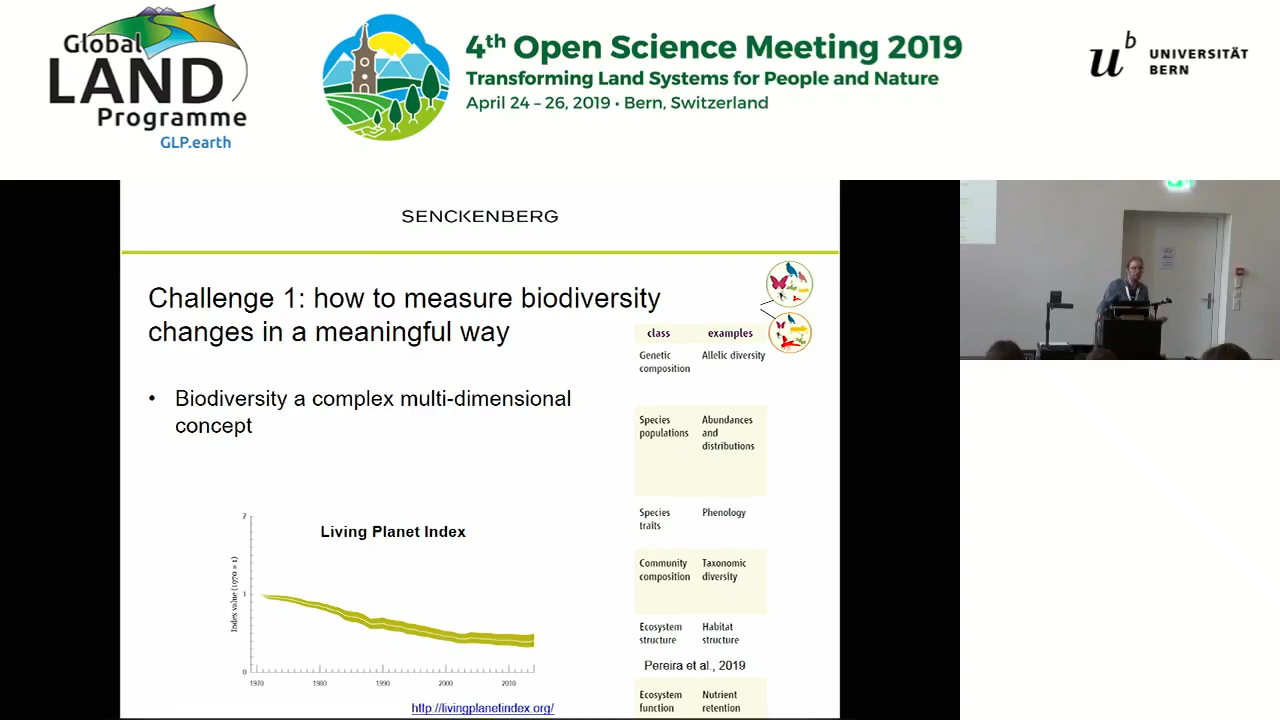 Global
LAND
Programme
GLP.earth
4th Open Science Meeting 2019
Transforming Land Systems for People and Nature
April 24 – 26, 2019 • Bern, Switzerland
u b
UNIVERSITÄT
BERN
SENCKENBERG
Challenge 1: how to measure biodiversity
changes in a meaningful way
• Biodiversity a complex multi-dimensional
concept
Living Planet Index
Index value (1970 = 1)
2
1
0
1970 1980 1990 2000 2010
http://livingplanetindex.org/
class examples
Genetic composition Allelic diversity
Species populations Abundances and distributions
Species traits Phenology
Community composition Taxonomic diversity
Ecosystem structure Habitat structure
Pereira et al., 2019
Ecosystem function Nutrient retention